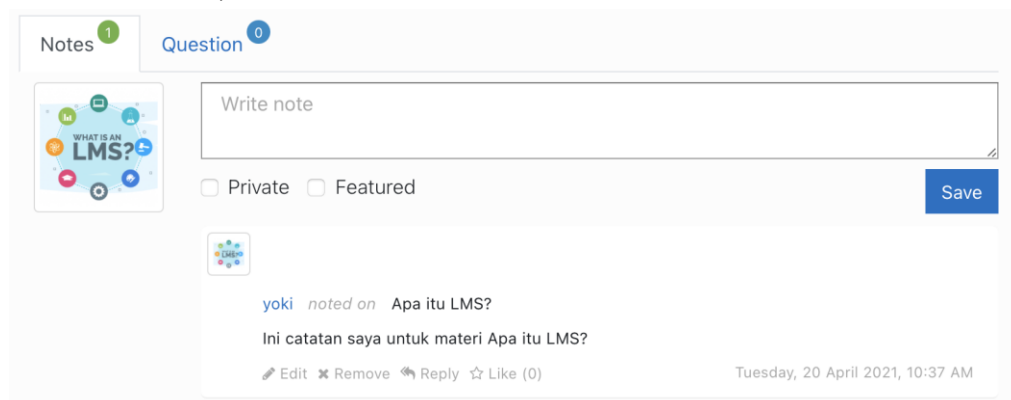 Notes 1 Question 0
WHAT IS AN
LMS?
Write note
Private Featured
Save
LMS?
yoki noted on Apa itu LMS?
Ini catatan saya untuk materi Apa itu LMS?
Edit Remove Reply Like (0) Tuesday, 20 April 2021, 10:37 AM